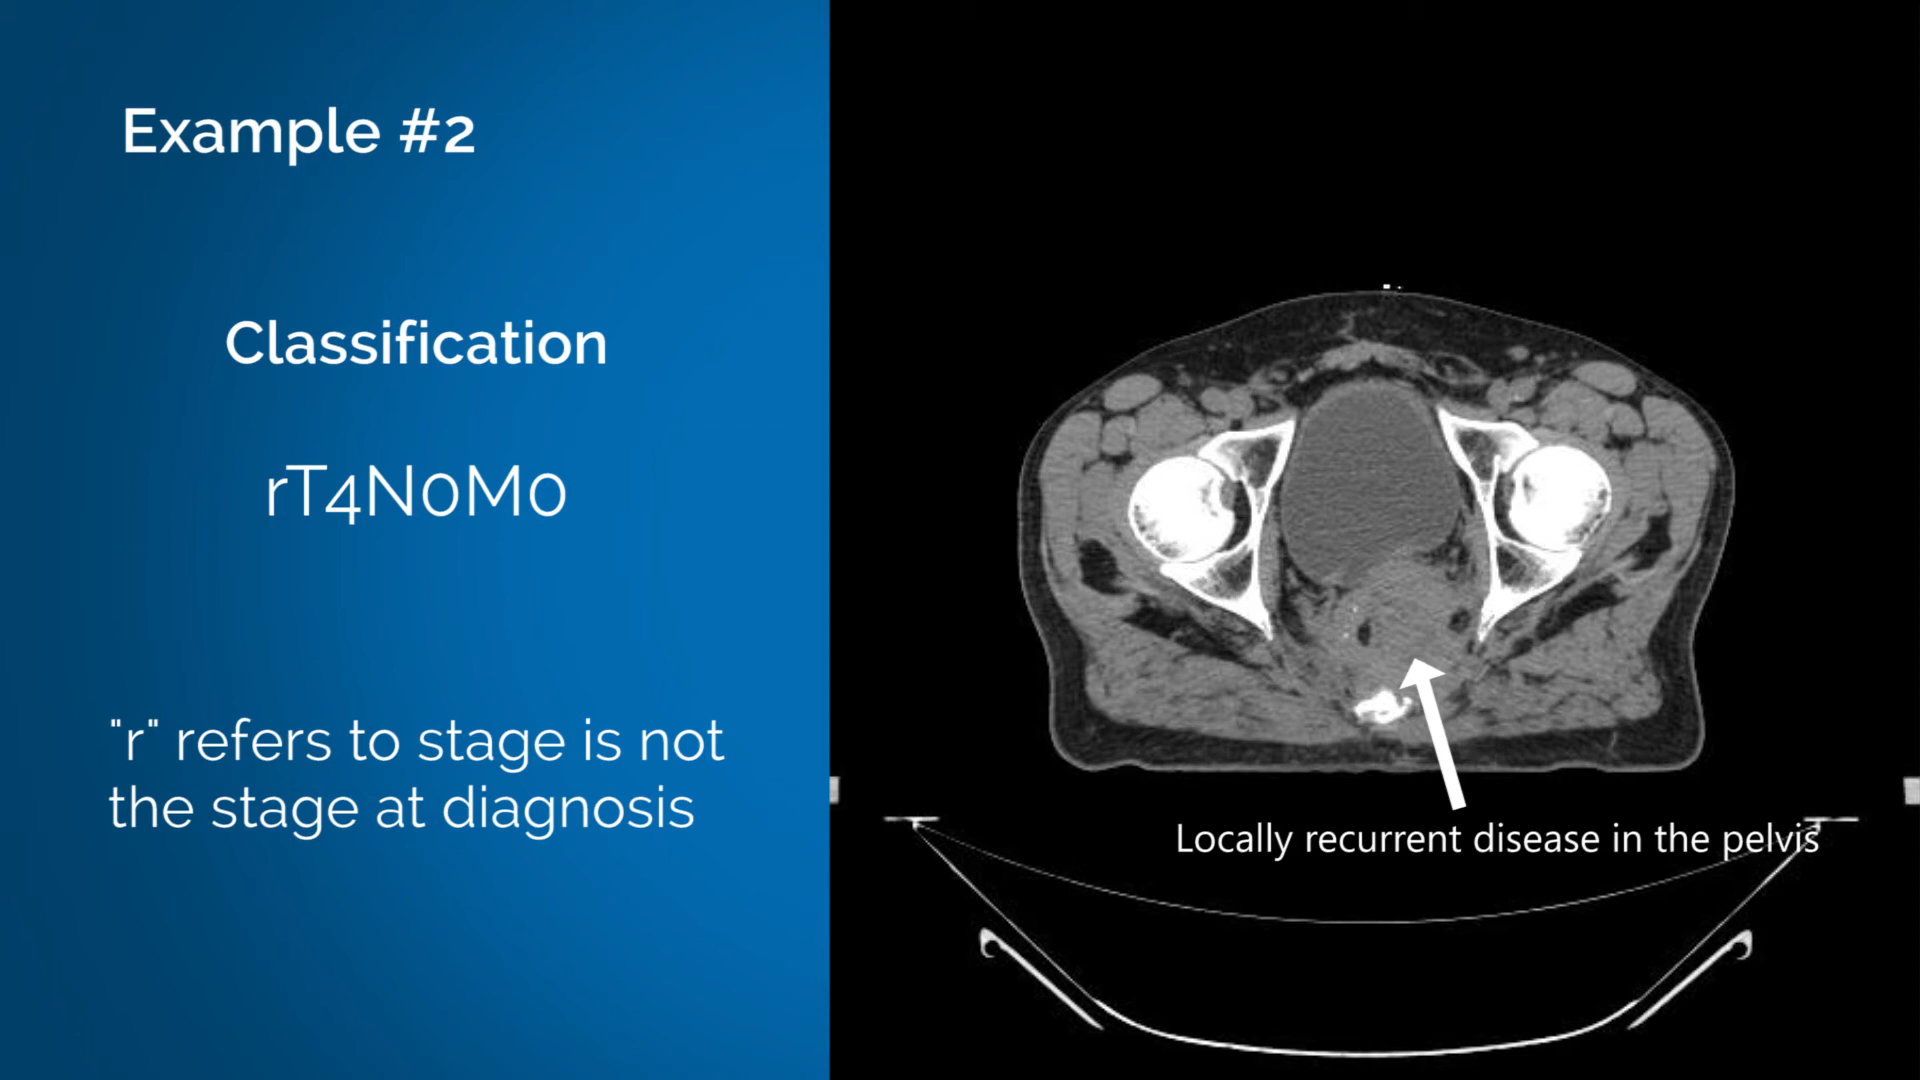 Example #2
Classification
rT4N0M0
"r" refers to stage is not
the stage at diagnosis
Locally recurrent disease in the pelvis